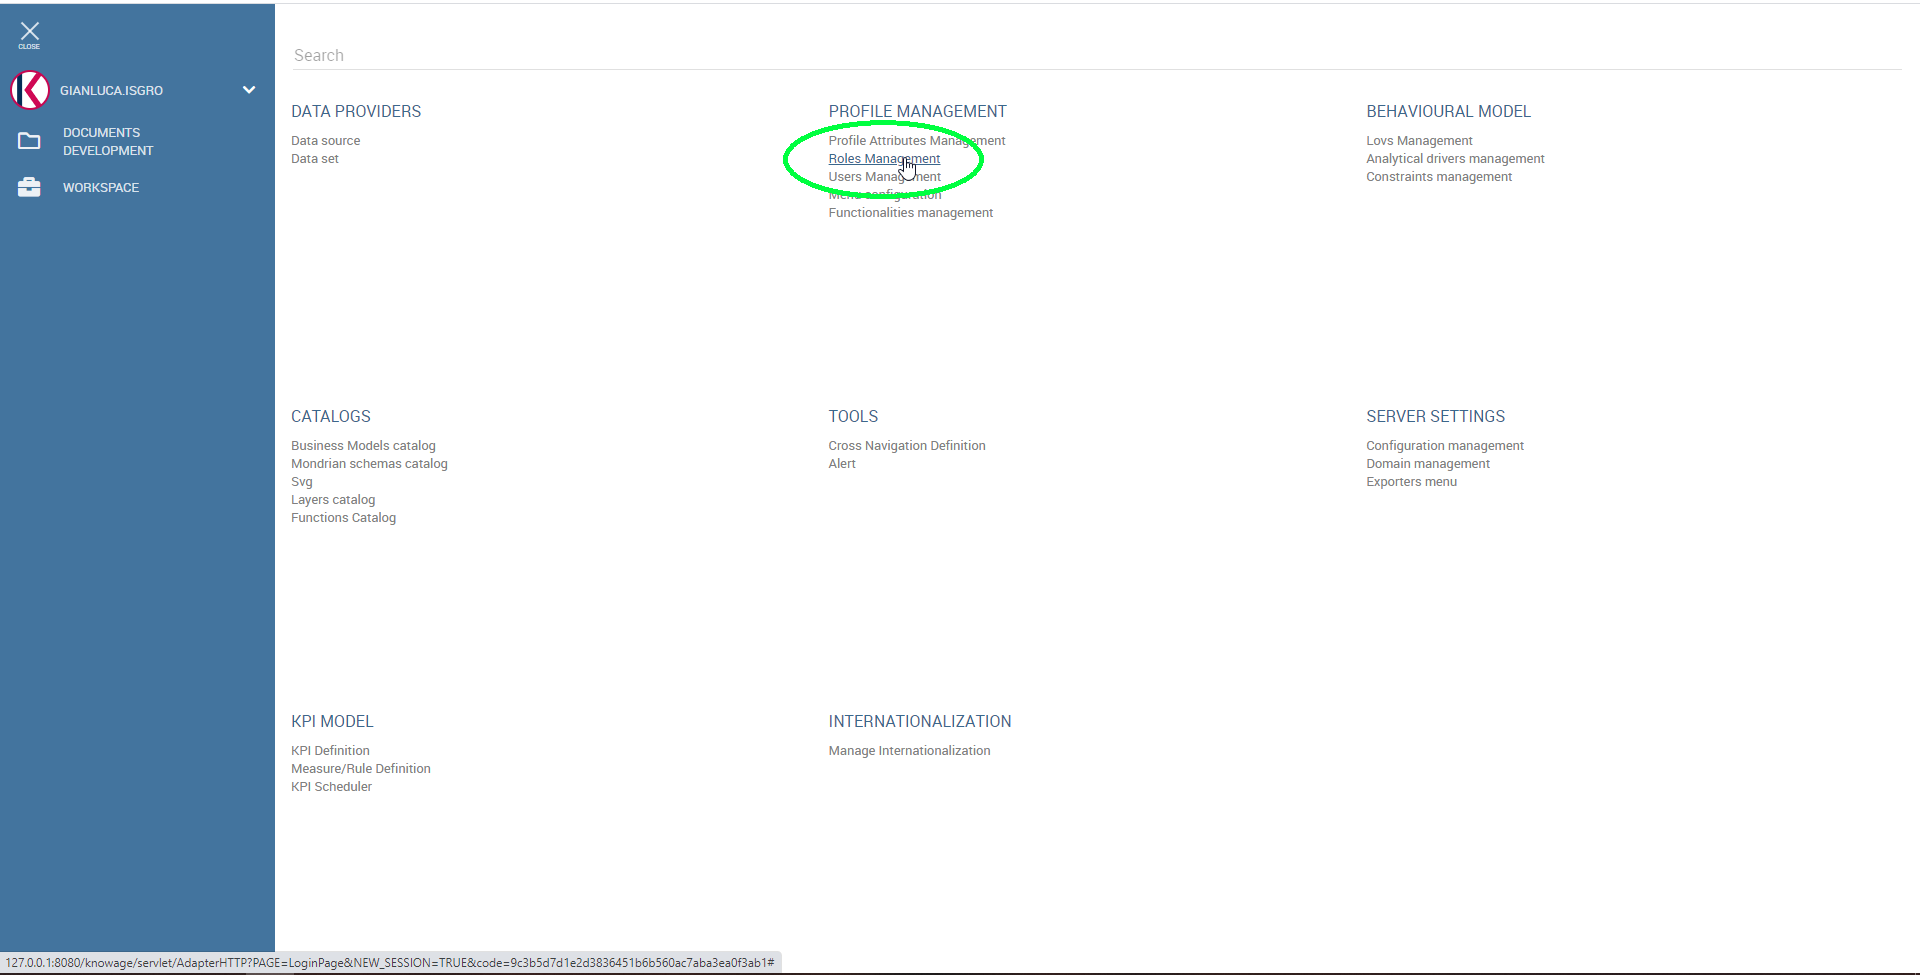 CLOSE
GIANLUCA.ISGRO
DOCUMENTS
DEVELOPMENT
WORKSPACE
Search
DATA PROVIDERS
Data source
Data set
PROFILE MANAGEMENT
Profile Attributes Management
Roles Management
Users Management
Menu configuration
Functionalities management
BEHAVIOURAL MODEL
Lovs Management
Analytical drivers management
Constraints management
CATALOGS
Business Models catalog
Mondrian schemas catalog
Svg
Layers catalog
Functions Catalog
TOOLS
Cross Navigation Definition
Alert
SERVER SETTINGS
Configuration management
Domain management
Exporters menu
KPI MODEL
KPI Definition
Measure/Rule Definition
KPI Scheduler
INTERNATIONALIZATION
Manage Internationalization
127.0.0.1:8080/knowage/servlet/AdapterHTTP?PAGE=LoginPage&NEW_SESSION=TRUE&code=9c3b5d7d1e2d3836451b6b560ac7aba3ea0f3ab1#